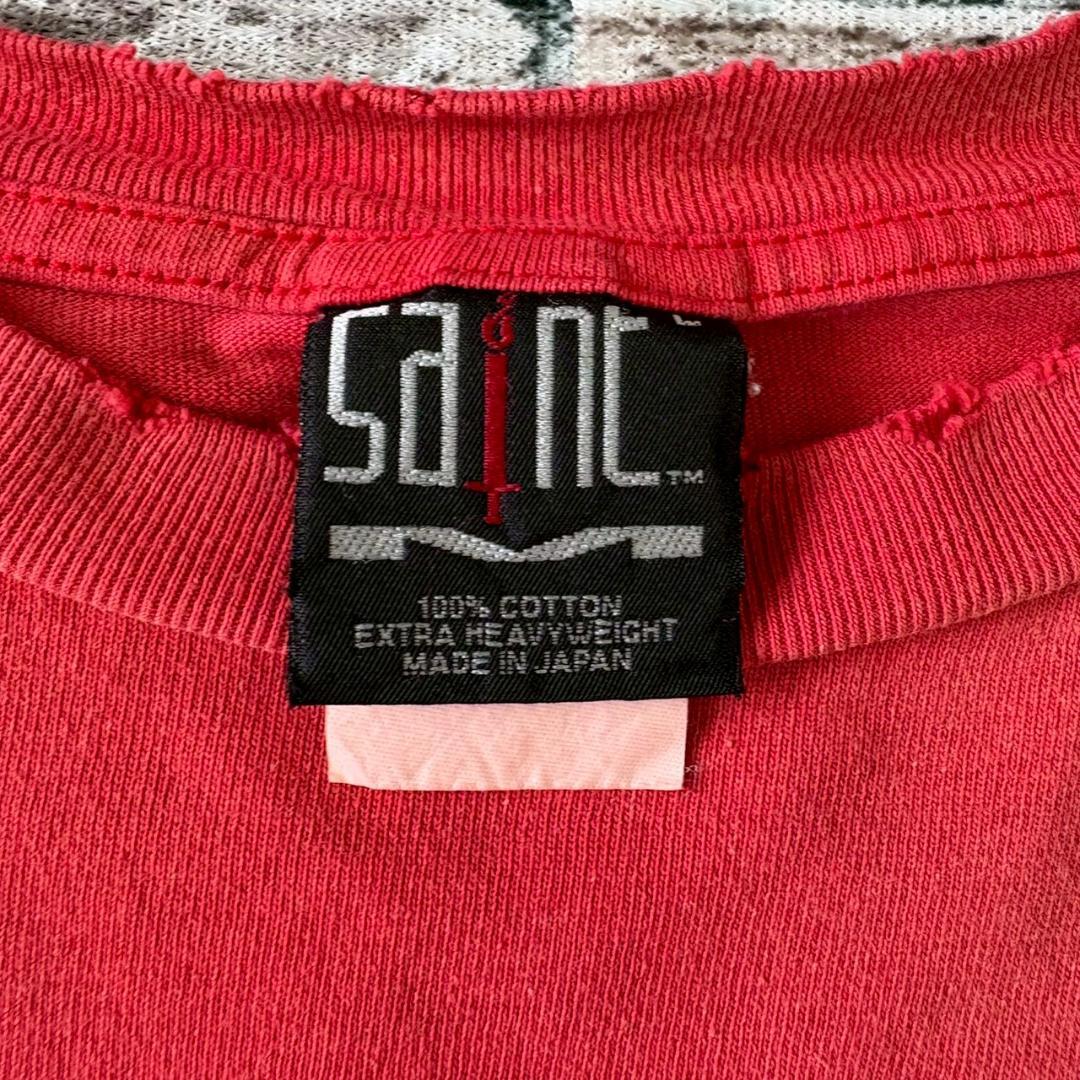 saint ™
100% COTTON
EXTRA HEAVYWEIGHT
MADE IN JAPAN